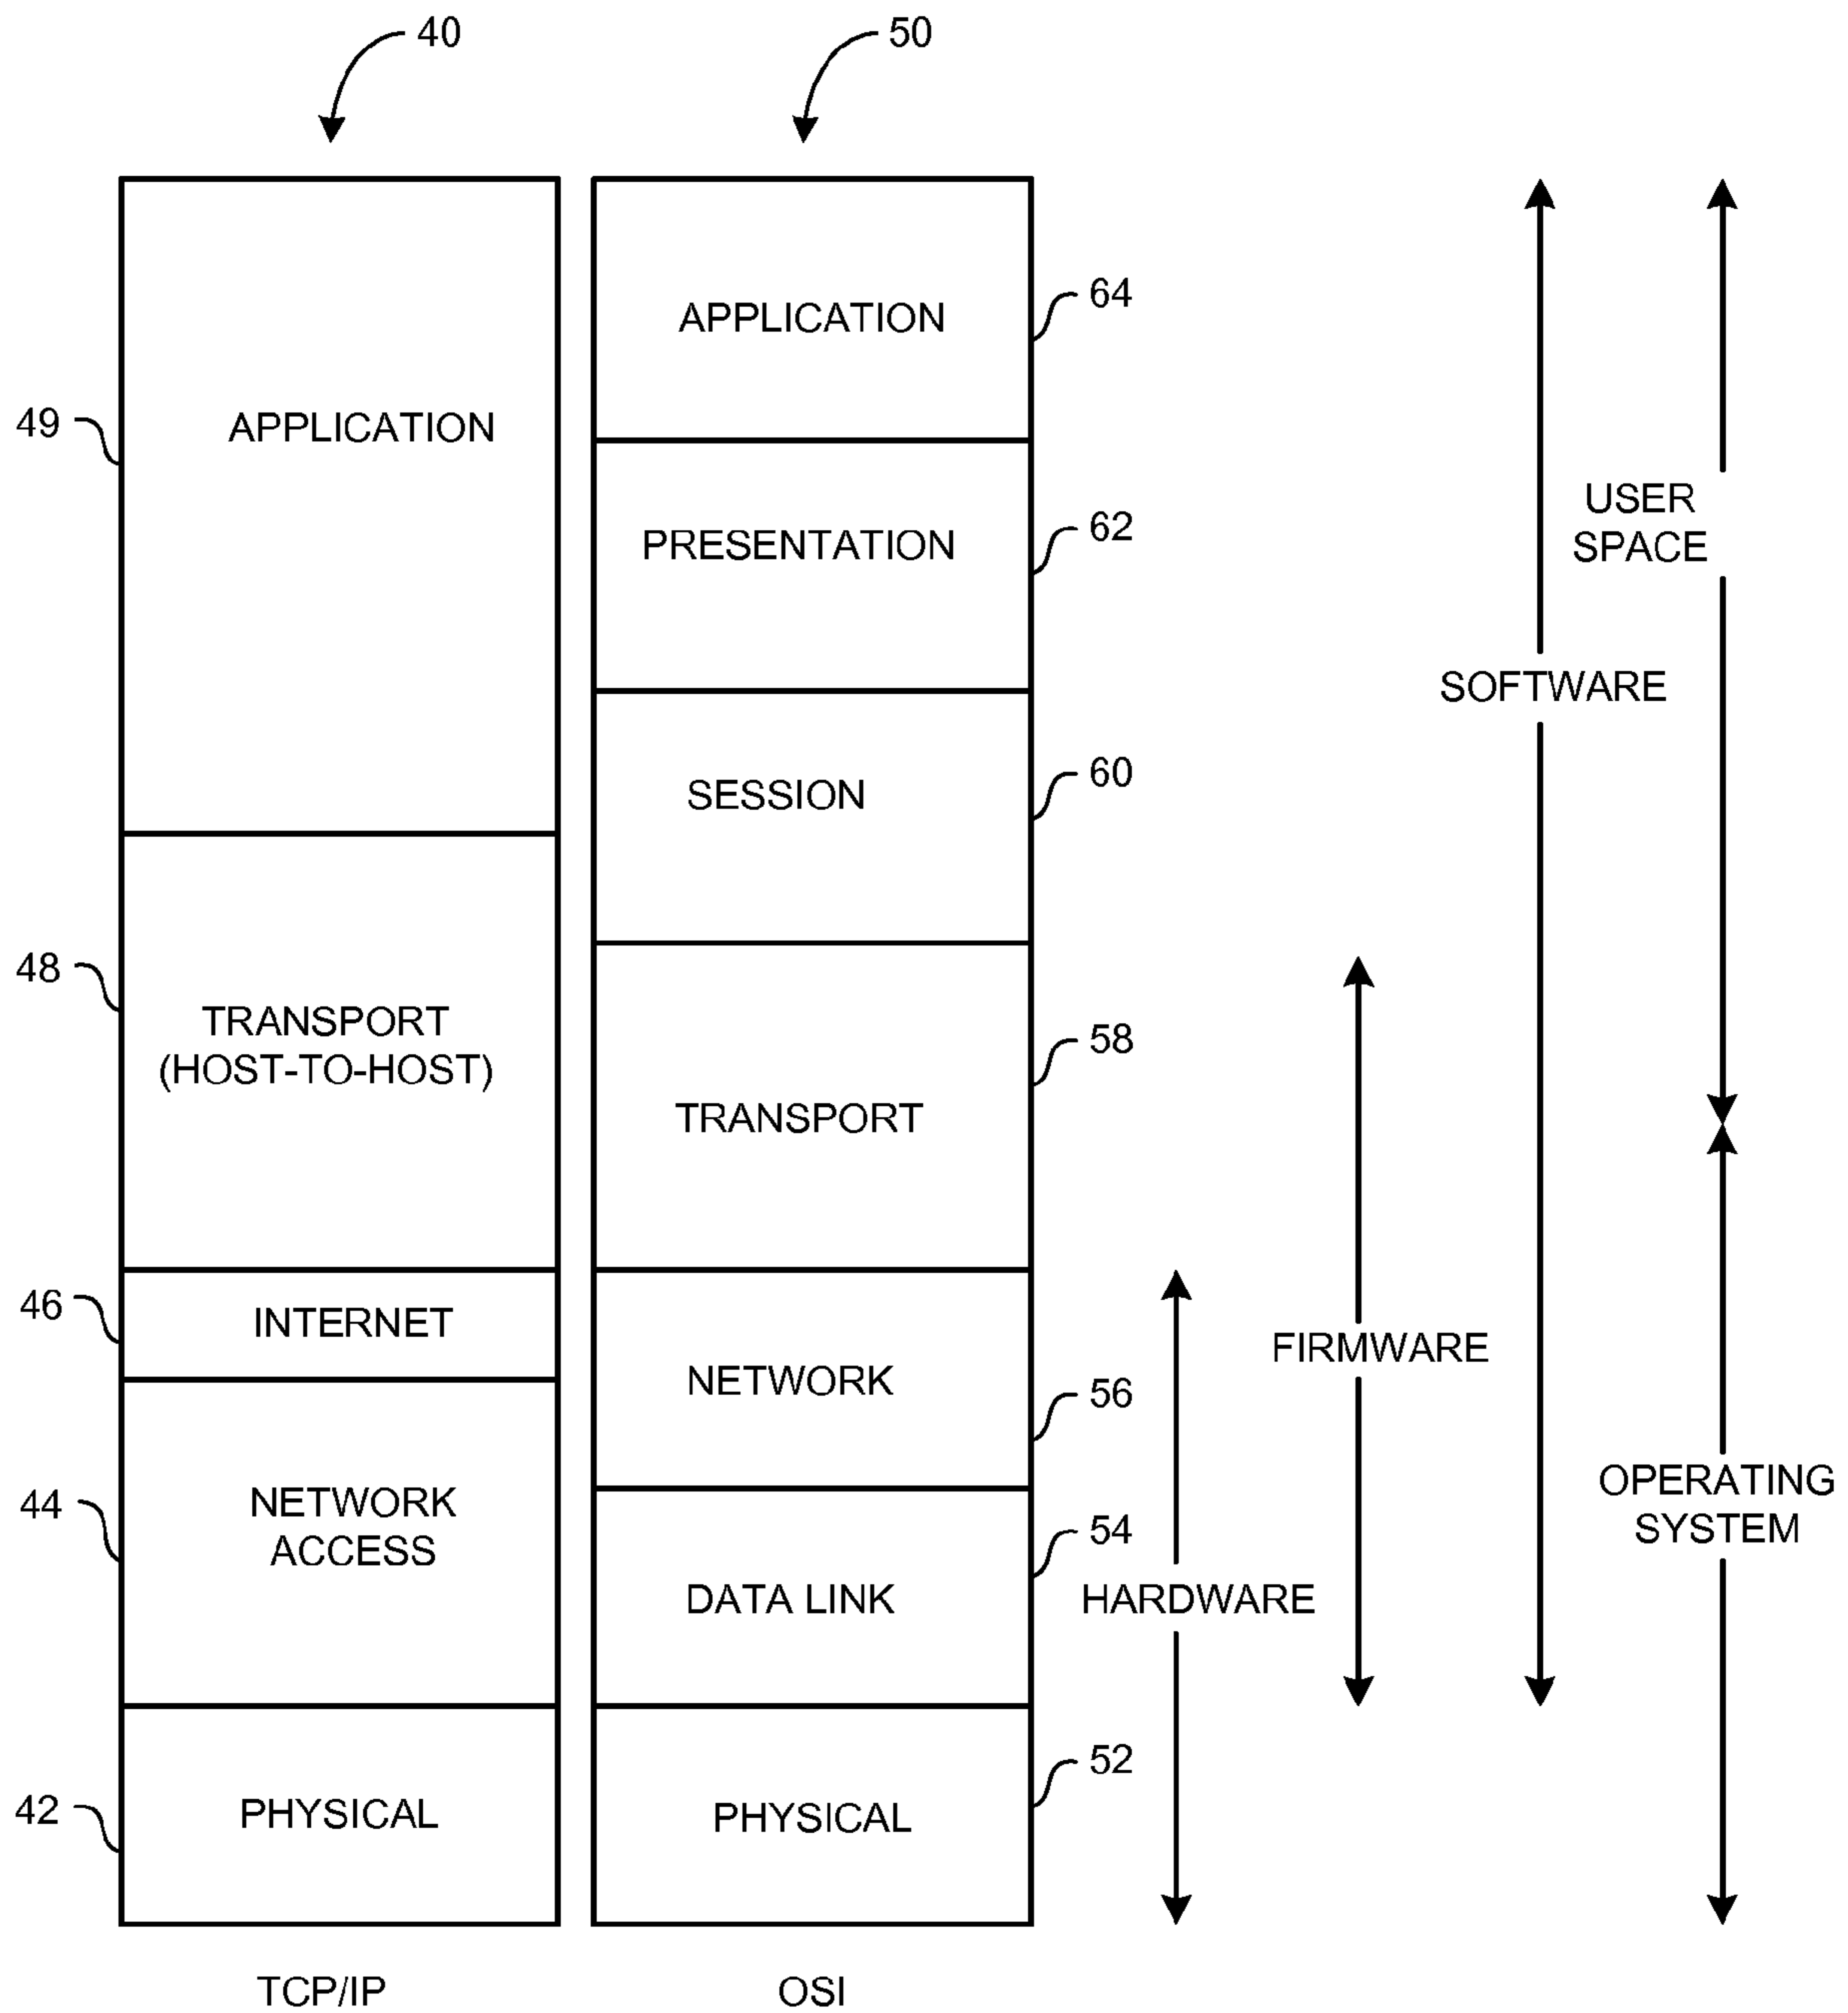 40
50
APPLICATION
49
TRANSPORT
(HOST-TO-HOST)
48
INTERNET
46
NETWORK
ACCESS
44
PHYSICAL
42
TCP/IP
APPLICATION
64
PRESENTATION
62
SESSION
60
TRANSPORT
58
NETWORK
56
DATA LINK
54
PHYSICAL
52
OSI
HARDWARE
FIRMWARE
SOFTWARE
USER
SPACE
OPERATING
SYSTEM